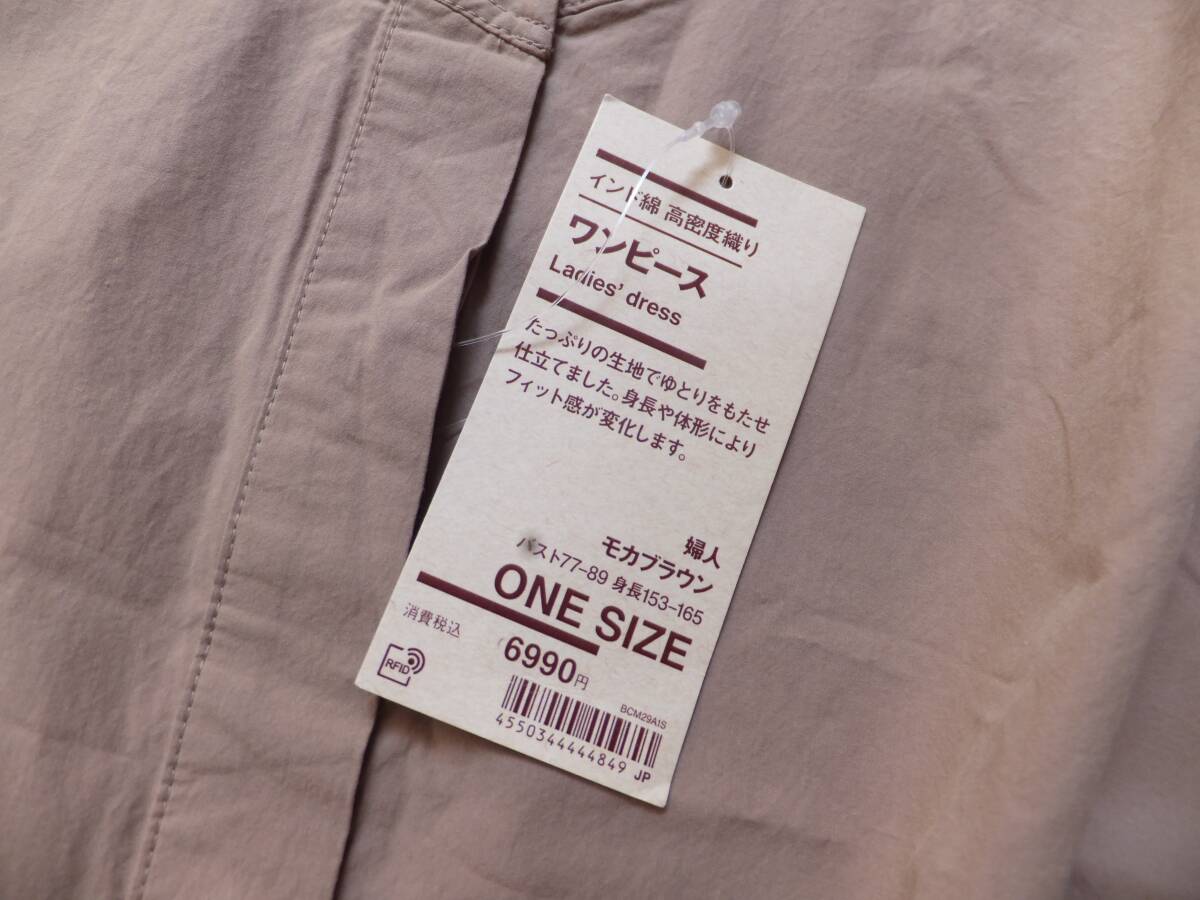 インド綿 高密度織り
ワンピース
Ladies' dress
たっぷりの生地でゆとりをもたせ
仕立てました。身長や体形により
フィット感が変化します。
婦人
モカブラウン
バスト77-89 身長153-165
ONE SIZE
消費税込
6990円
RFID
BCM29A1S
4550344444849 JP